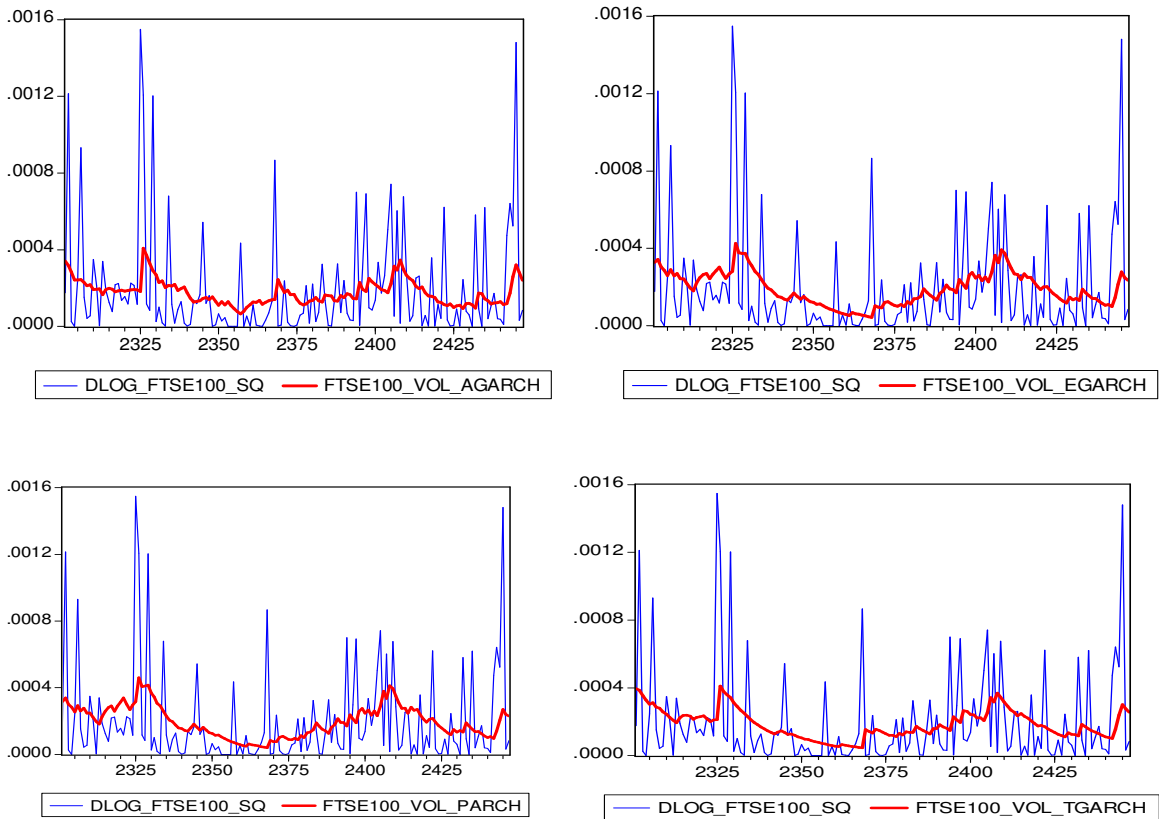 .0016
.0012
.0008
.0004
.0000
2325 2350 2375 2400 2425
DLOG_FTSE100_SQ FTSE100_VOL_AGARCH
.0016
.0012
.0008
.0004
.0000
2325 2350 2375 2400 2425
DLOG_FTSE100_SQ FTSE100_VOL_EGARCH
.0016
.0012
.0008
.0004
.0000
2325 2350 2375 2400 2425
DLOG_FTSE100_SQ FTSE100_VOL_PARCH
.0016
.0012
.0008
.0004
.0000
2325 2350 2375 2400 2425
DLOG_FTSE100_SQ FTSE100_VOL_TGARCH